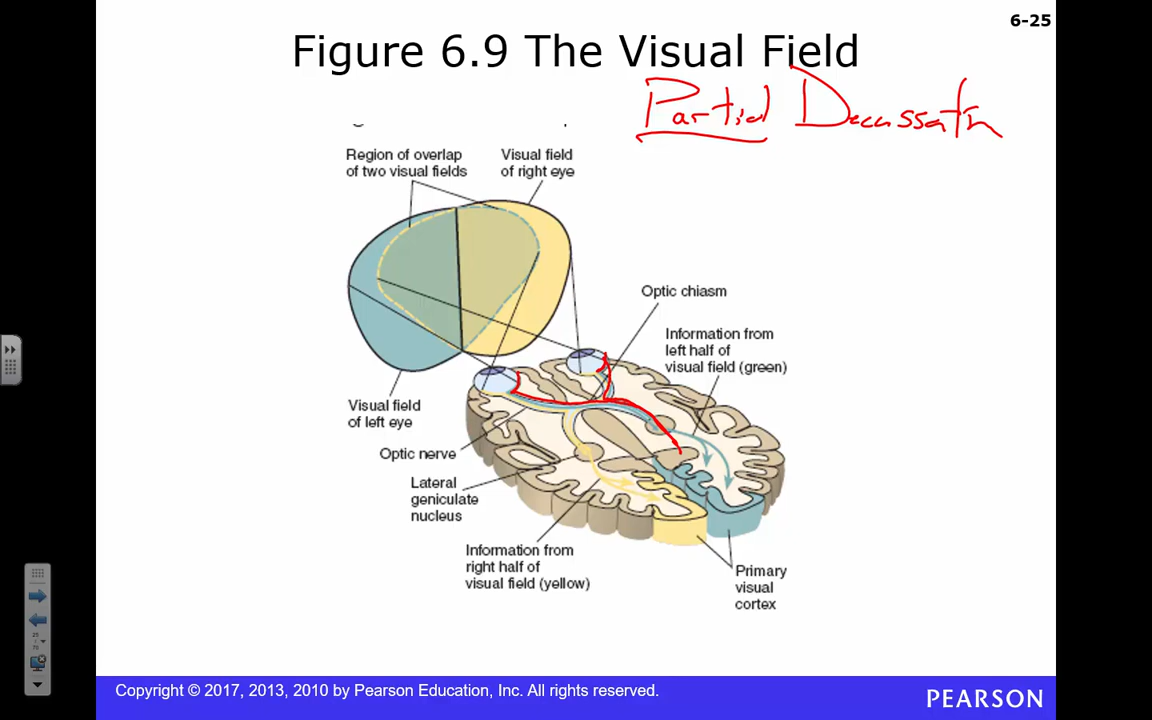 6-25
Figure 6.9 The Visual Field
Partial Decussatn
Region of overlap
of two visual fields
Visual field
of right eye
Optic chiasm
Information from
left half of
visual field (green)
Visual field
of left eye
Optic nerve
Lateral
geniculate
nucleus
Information from
right half of
visual field (yellow)
Primary
visual
cortex
Copyright © 2017, 2013, 2010 by Pearson Education, Inc. All rights reserved.
PEARSON